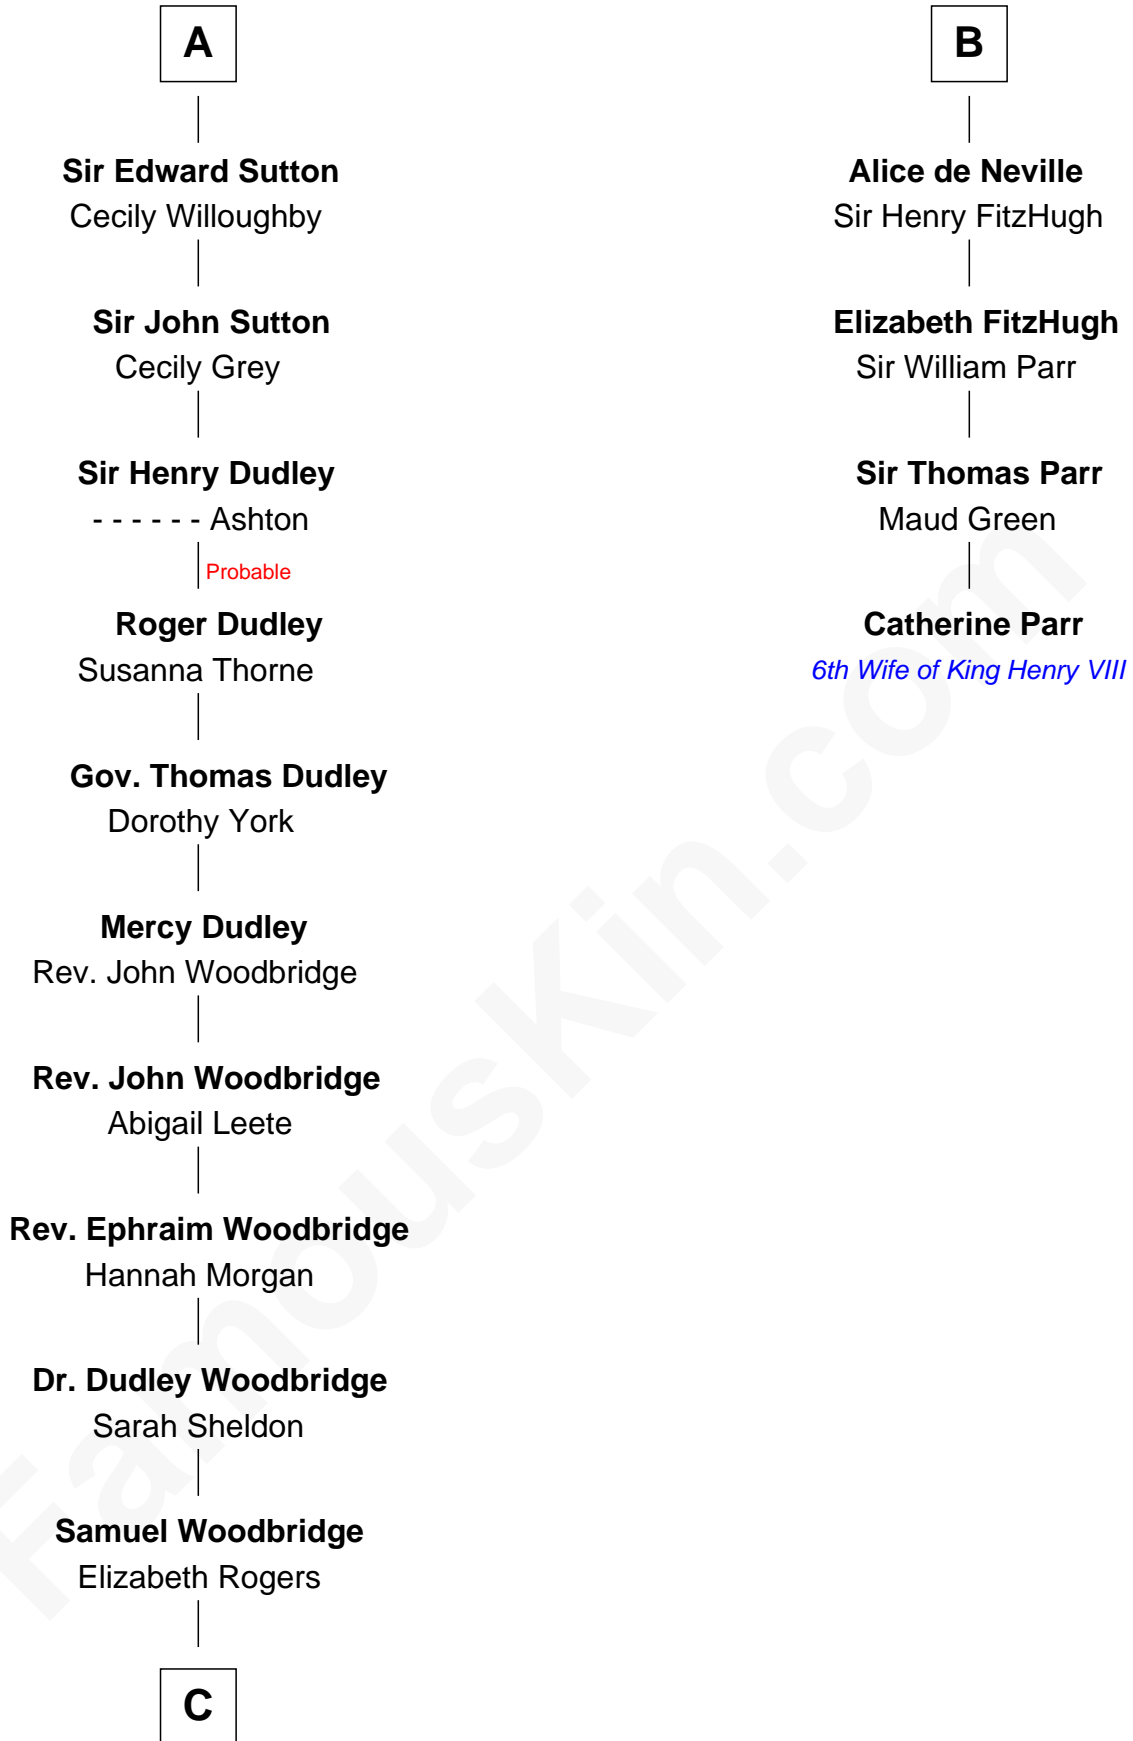 A
Sir Edward Sutton
Cecily Willoughby
Sir John Sutton
Cecily Grey
Sir Henry Dudley
- - - - - - Ashton
Probable
Roger Dudley
Susanna Thorne
Gov. Thomas Dudley
Dorothy York
Mercy Dudley
Rev. John Woodbridge
Rev. John Woodbridge
Abigail Leete
Rev. Ephraim Woodbridge
Hannah Morgan
Dr. Dudley Woodbridge
Sarah Sheldon
Samuel Woodbridge
Elizabeth Rogers
C
B
Alice de Neville
Sir Henry FitzHugh
Elizabeth FitzHugh
Sir William Parr
Sir Thomas Parr
Maud Green
Catherine Parr
6th Wife of King Henry VIII
FamousKin.com